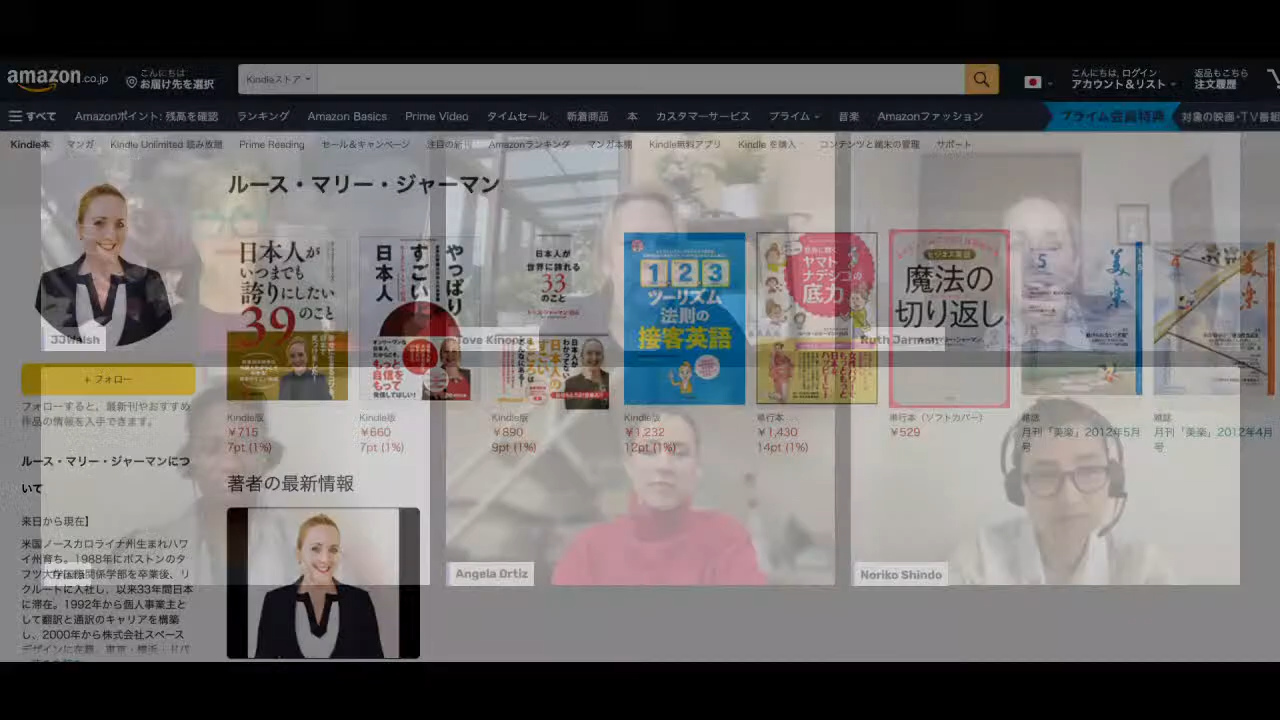 amazon.co.jp
こんにちは
お届け先を選択
Kindleストア
こんにちは, ログイン
アカウント&リスト
返品もこちら
注文履歴
すべて
Amazonポイント: 残高を確認
ランキング
Amazon Basics
Prime Video
タイムセール
新着商品
本
カスタマーサービス
プライム
音楽
Amazonファッション
プライム会員特典
対象の映画・TV番組
Kindle本
マンガ
Kindle Unlimited 読み放題
Prime Reading
セール&キャンペーン
Amazonランキング
マンガ本棚
Kindle無料アプリ
Kindle を購入
コンテンツと端末の管理
サポート
ルース・マリー・ジャーマン
日本人が
いつまでも
誇りにしたい
39のこと
やっぱり
すごい
日本人
日本人が
世界に誇れる
33
のこと
123
ツーリズム
法則の
接客英語
ヤマト
ナデシコの
底力
ビジネス英語
魔法の
切り返し
5
美楽
4
美楽
JJWalsh
Tove Kinooka
Ruth Jarman
+ フォロー
フォローすると、最新刊やおすすめ
作品の情報を入手できます。
Kindle版
￥715
7pt (1%)
Kindle版
￥660
7pt (1%)
Kindle版
￥890
9pt (1%)
Kindle版
￥1,232
12pt (1%)
単行本
￥1,430
14pt (1%)
単行本（ソフトカバー）
￥529
雑誌
月刊「美楽」2012年5月
号
雑誌
月刊「美楽」2012年4月
号
ルース・マリー・ジャーマンにつ
いて
著者の最新情報
来日から現在】
米国ノースカロライナ州生まれハワ
イ州育ち。1988年にボストンのタ
フツ大学国際関係学部を卒業後、リ
クルートに入社し、以来33年間日本
に滞在。1992年から個人事業主と
して翻訳と通訳のキャリアを構築
し、2000年から株式会社スペース
デザインに在籍。東京・横浜・ドバ
Angela Ortiz
Noriko Shindo